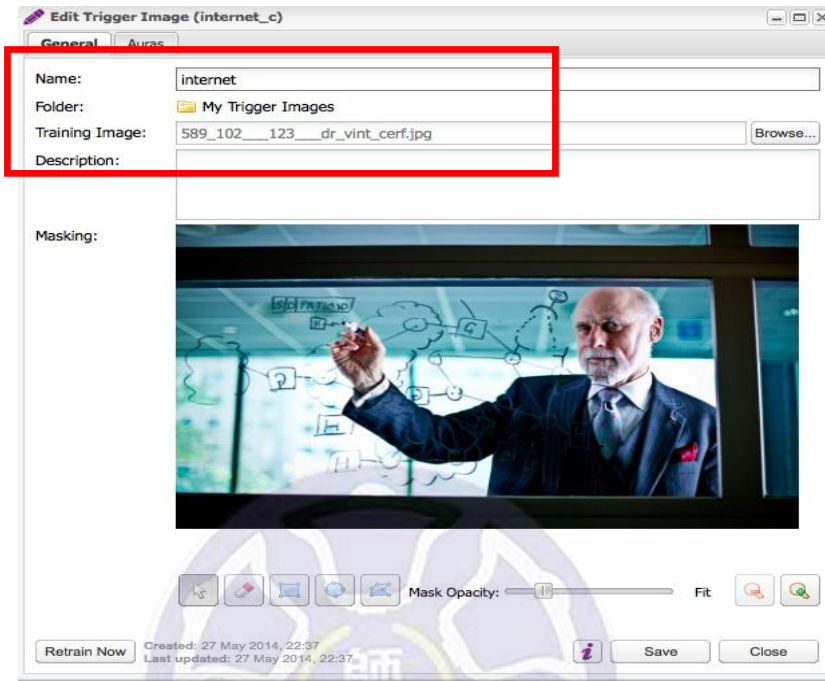 Edit Trigger Image (internet_c)
General Auras
Name: internet
Folder: My Trigger Images
Training Image: 589_102___123___dr_vint_cerf.jpg Browse...
Description:
Masking:
S/D/PAYLOAD/
H
G
H
H
Mask Opacity: Fit
Retrain Now Created: 27 May 2014, 22:37 Save Close
Last updated: 27 May 2014, 22:37
師